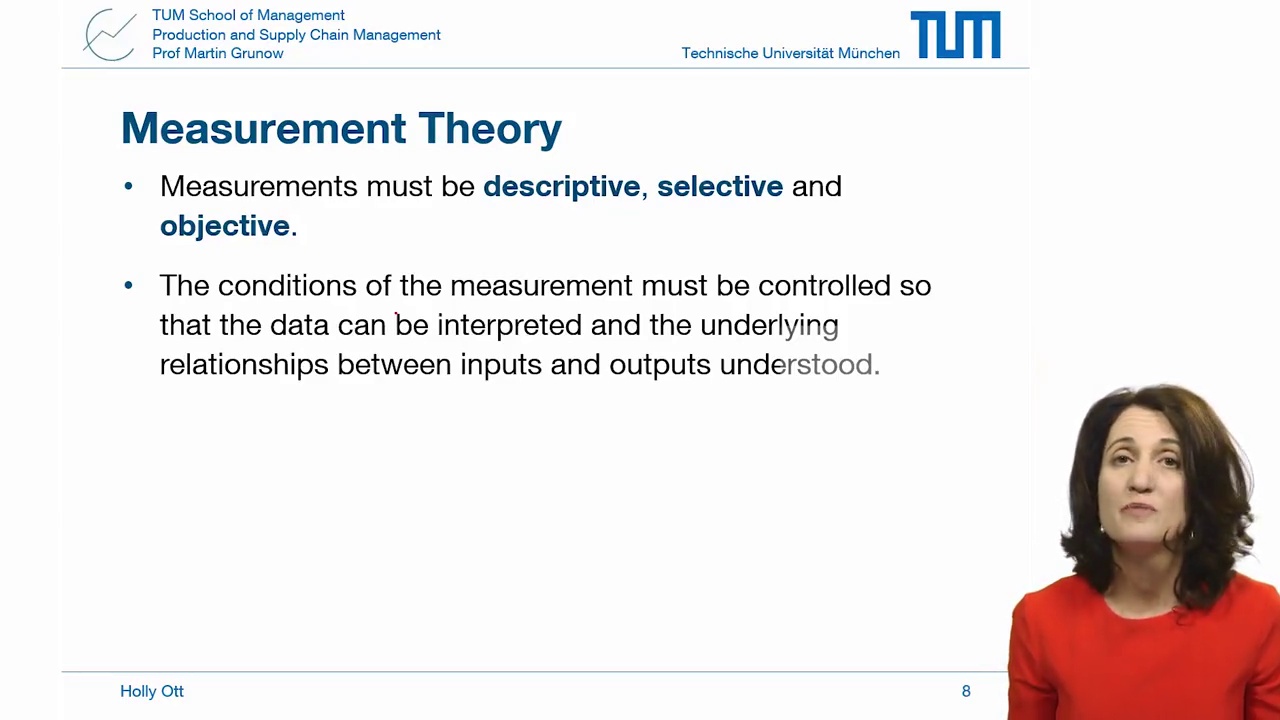 TUM School of Management
Production and Supply Chain Management
Prof Martin Grunow
Technische Universität München
TUM
Measurement Theory
• Measurements must be descriptive, selective and
objective.
• The conditions of the measurement must be controlled so
that the data can be interpreted and the underlying
relationships between inputs and outputs understood.
Holly Ott
8